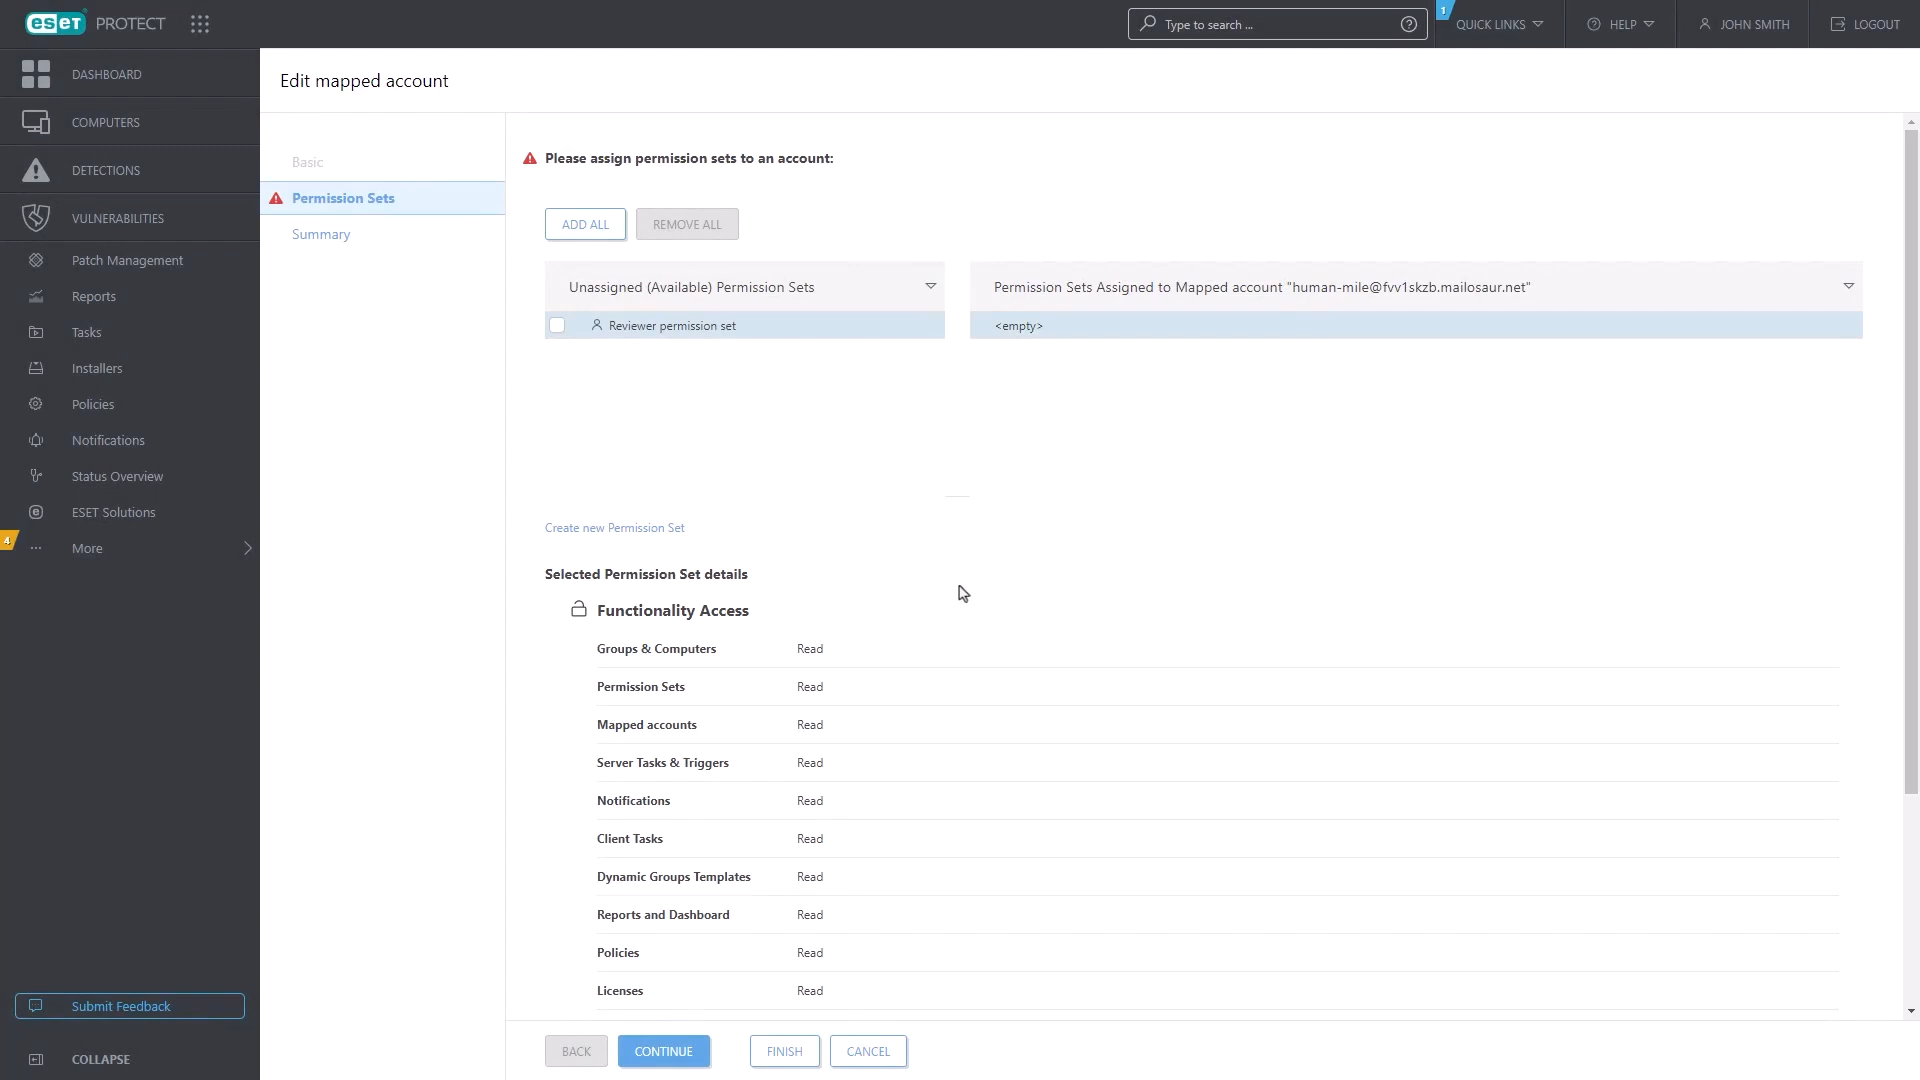 eset PROTECT
Type to search ...
1
QUICK LINKS
HELP
JOHN SMITH
LOGOUT
DASHBOARD
COMPUTERS
DETECTIONS
VULNERABILITIES
Patch Management
Reports
Tasks
Installers
Policies
Notifications
Status Overview
ESET Solutions
4
More
Submit Feedback
COLLAPSE
Edit mapped account
Basic
Permission Sets
Summary
Please assign permission sets to an account:
ADD ALL
REMOVE ALL
Unassigned (Available) Permission Sets
Permission Sets Assigned to Mapped account "human-mile@fvv1skzb.mailosaur.net"
Reviewer permission set
<empty>
Create new Permission Set
Selected Permission Set details
Functionality Access
Groups & Computers Read
Permission Sets Read
Mapped accounts Read
Server Tasks & Triggers Read
Notifications Read
Client Tasks Read
Dynamic Groups Templates Read
Reports and Dashboard Read
Policies Read
Licenses Read
BACK
CONTINUE
FINISH
CANCEL